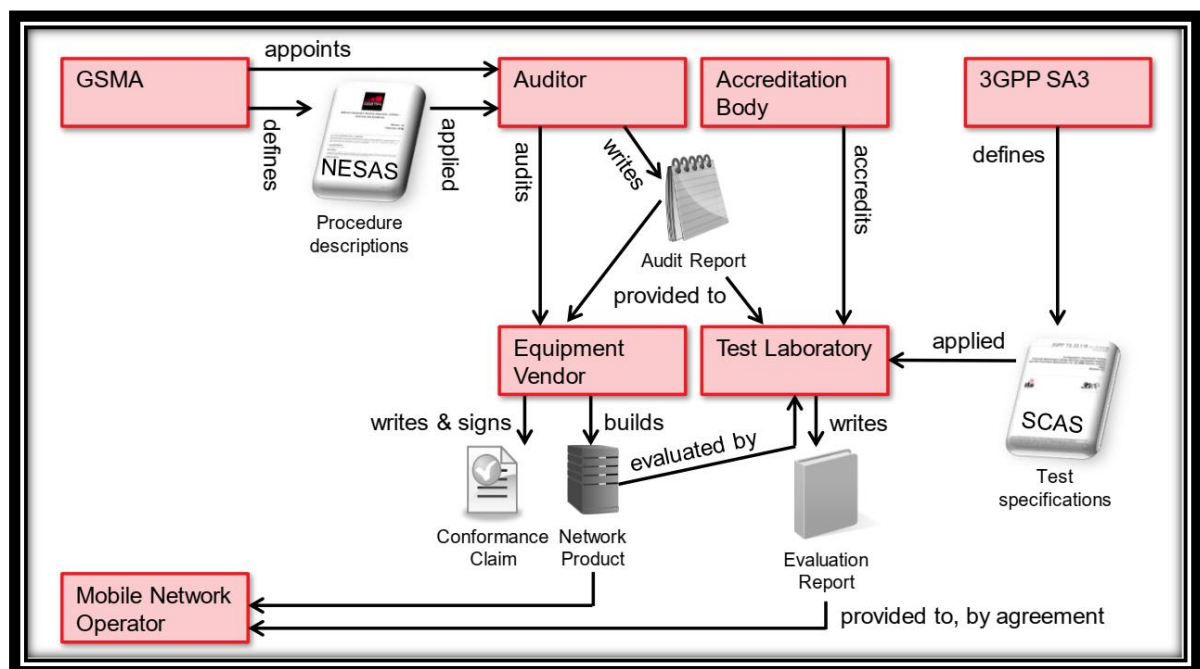 appoints
GSMA
Auditor
Accreditation
Body
3GPP SA3
defines
NESAS
applied
audits
writes
accredits
defines
Procedure
descriptions
Audit Report
provided to
Equipment
Vendor
Test Laboratory
applied
SCAS
writes & signs
builds
evaluated by
writes
Test
specifications
Conformance
Claim
Network
Product
Evaluation
Report
Mobile Network
Operator
provided to, by agreement